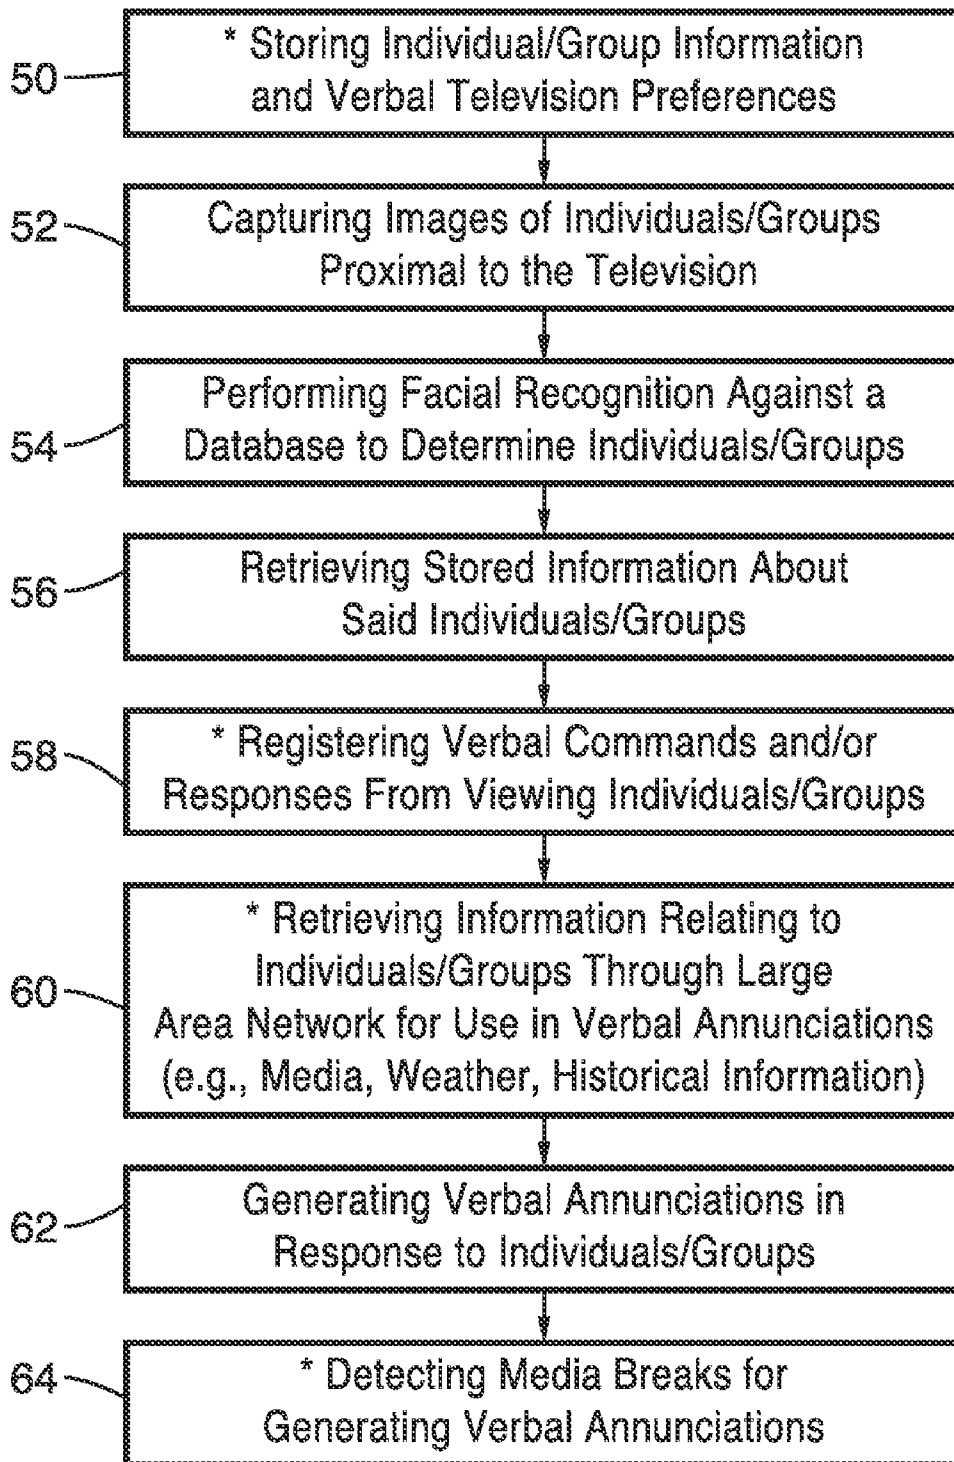 50
* Storing Individual/Group Information
and Verbal Television Preferences
52
Capturing Images of Individuals/Groups
Proximal to the Television
54
Performing Facial Recognition Against a
Database to Determine Individuals/Groups
56
Retrieving Stored Information About
Said Individuals/Groups
58
* Registering Verbal Commands and/or
Responses From Viewing Individuals/Groups
60
* Retrieving Information Relating to
Individuals/Groups Through Large
Area Network for Use in Verbal Annunciations
(e.g., Media, Weather, Historical Information)
62
Generating Verbal Annunciations in
Response to Individuals/Groups
64
* Detecting Media Breaks for
Generating Verbal Annunciations